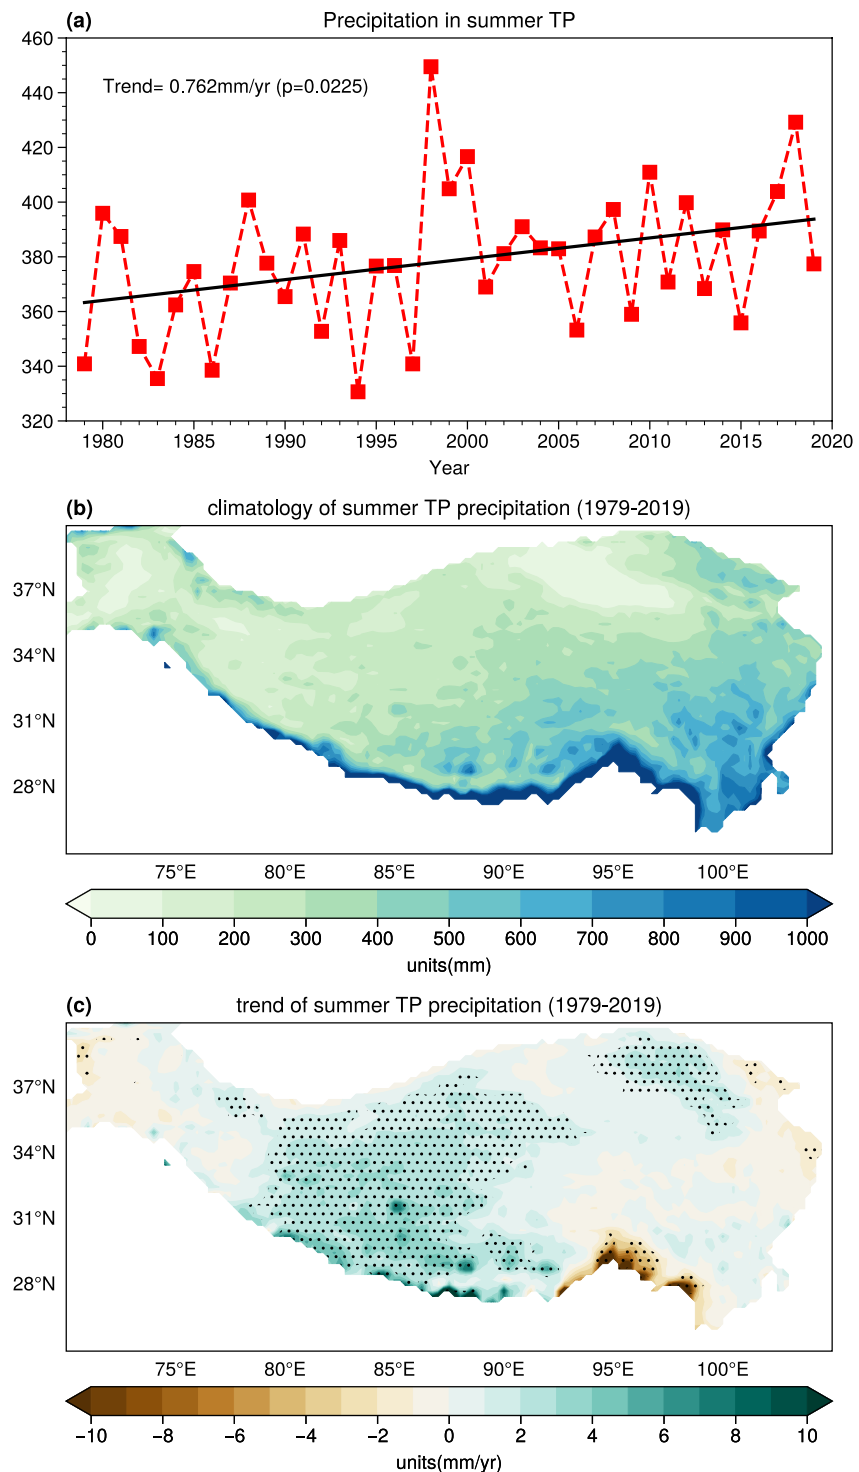 (a) Precipitation in summer TP
Trend= 0.762mm/yr (p=0.0225)
460
440
420
400
380
360
340
320
1980 1985 1990 1995 2000 2005 2010 2015 2020
Year
(b) climatology of summer TP precipitation (1979-2019)
37°N
34°N
31°N
28°N
75°E 80°E 85°E 90°E 95°E 100°E
0 100 200 300 400 500 600 700 800 900 1000
units(mm)
(c) trend of summer TP precipitation (1979-2019)
37°N
34°N
31°N
28°N
75°E 80°E 85°E 90°E 95°E 100°E
−10 −8 −6 −4 −2 0 2 4 6 8 10
units(mm/yr)